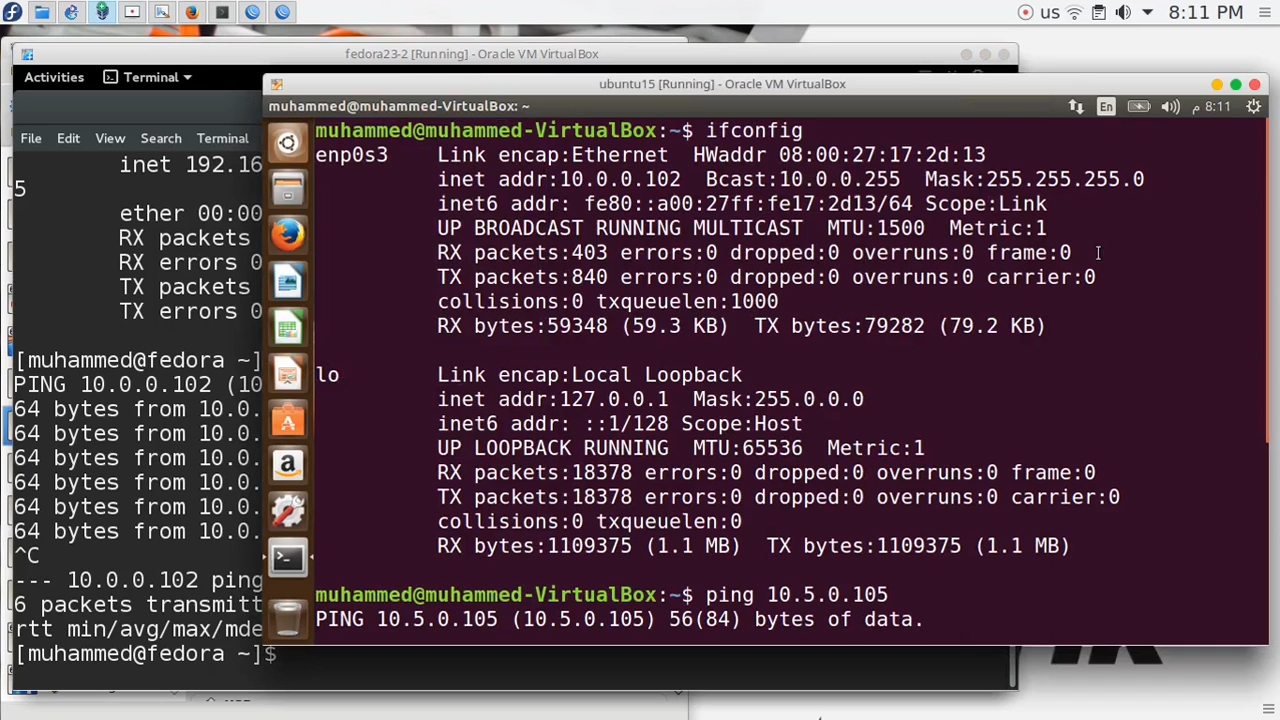 us 8:11 PM
fedora23-2 [Running] - Oracle VM VirtualBox
Activities Terminal
File Edit View Search Terminal
inet 192.16
5
ether 00:00
RX packets
RX errors 0
TX packets
TX errors 0
[muhammed@fedora ~]
PING 10.0.0.102 (10
64 bytes from 10.0.
64 bytes from 10.0.
64 bytes from 10.0.
64 bytes from 10.0.
64 bytes from 10.0.
64 bytes from 10.0.
^C
--- 10.0.0.102 ping
6 packets transmitt
rtt min/avg/max/mde
[muhammed@fedora ~]$
ubuntu15 [Running] - Oracle VM VirtualBox
muhammed@muhammed-VirtualBox: ~ En 8:11 م
muhammed@muhammed-VirtualBox:~$ ifconfig
enp0s3 Link encap:Ethernet HWaddr 08:00:27:17:2d:13
inet addr:10.0.0.102 Bcast:10.0.0.255 Mask:255.255.255.0
inet6 addr: fe80::a00:27ff:fe17:2d13/64 Scope:Link
UP BROADCAST RUNNING MULTICAST MTU:1500 Metric:1
RX packets:403 errors:0 dropped:0 overruns:0 frame:0
TX packets:840 errors:0 dropped:0 overruns:0 carrier:0
collisions:0 txqueuelen:1000
RX bytes:59348 (59.3 KB) TX bytes:79282 (79.2 KB)
lo Link encap:Local Loopback
inet addr:127.0.0.1 Mask:255.0.0.0
inet6 addr: ::1/128 Scope:Host
UP LOOPBACK RUNNING MTU:65536 Metric:1
RX packets:18378 errors:0 dropped:0 overruns:0 frame:0
TX packets:18378 errors:0 dropped:0 overruns:0 carrier:0
collisions:0 txqueuelen:0
RX bytes:1109375 (1.1 MB) TX bytes:1109375 (1.1 MB)
muhammed@muhammed-VirtualBox:~$ ping 10.5.0.105
PING 10.5.0.105 (10.5.0.105) 56(84) bytes of data.